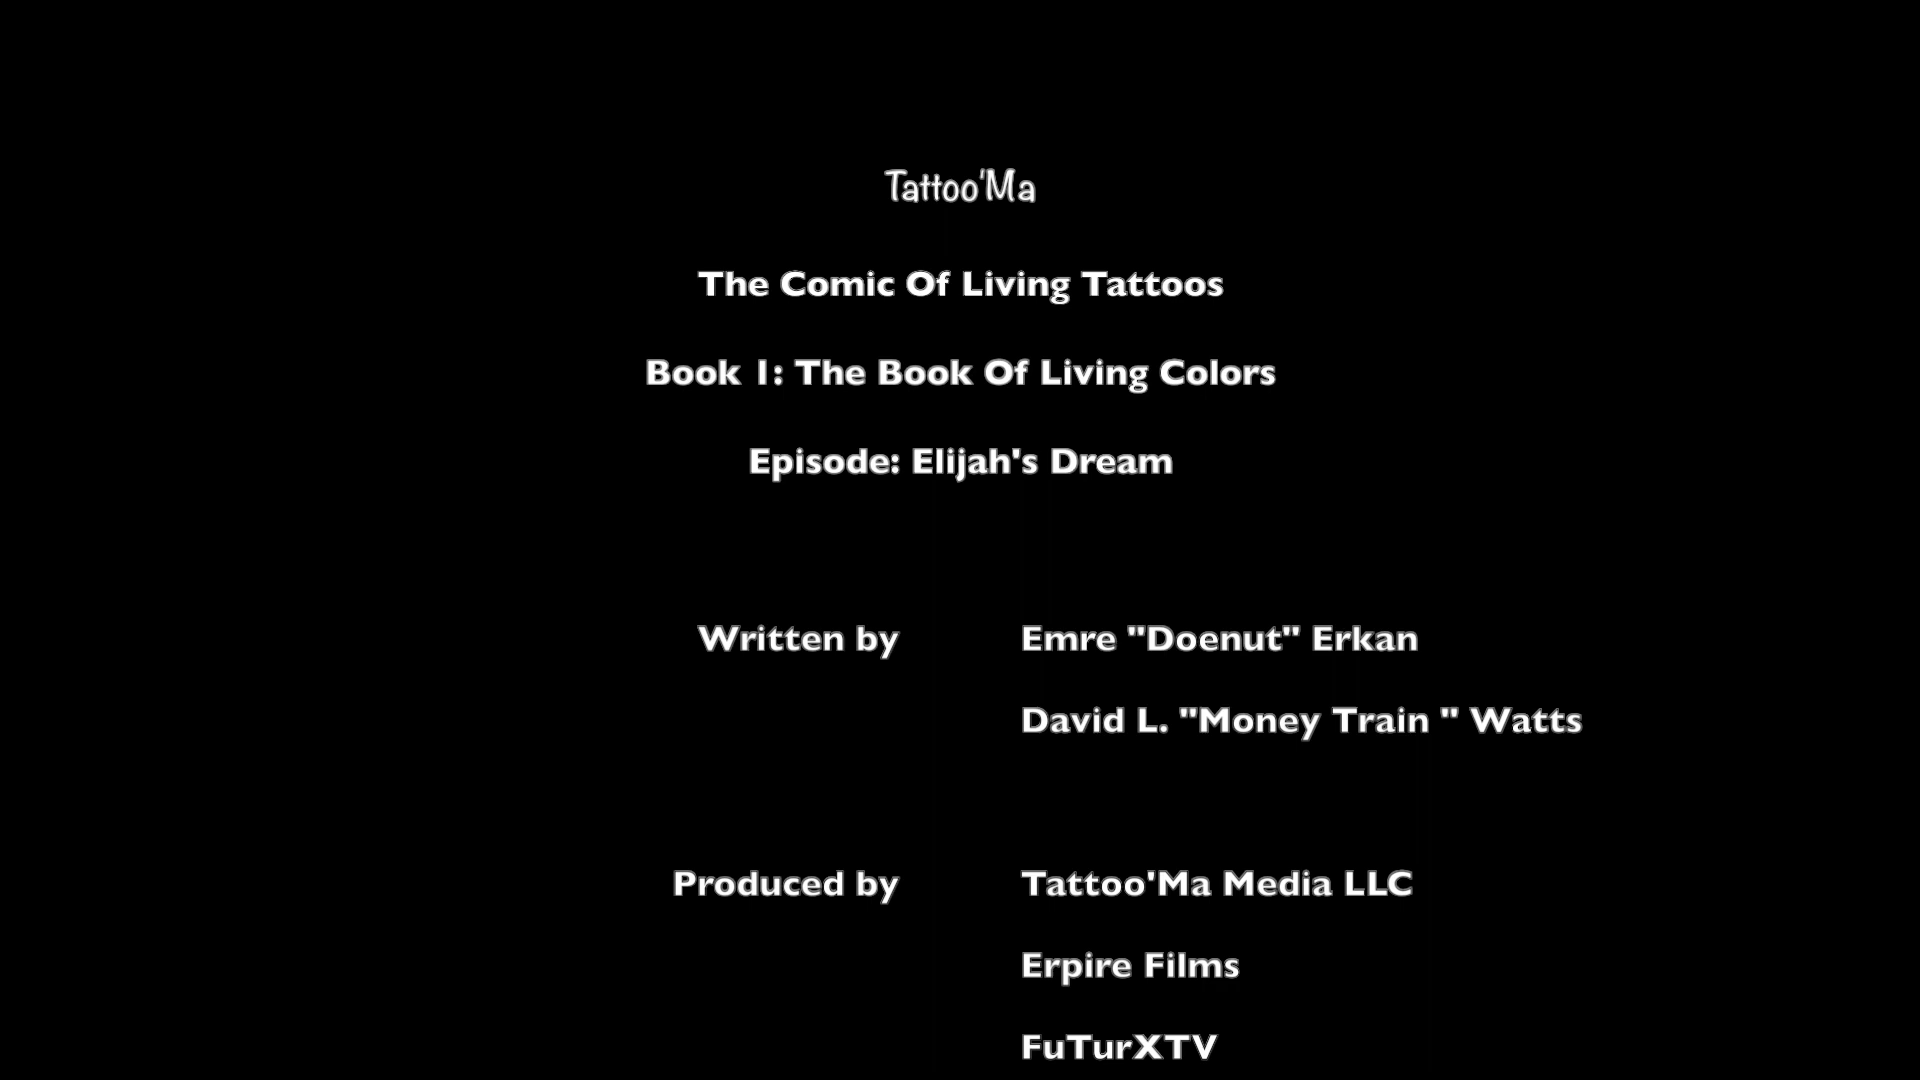 Tattoo'Ma
The Comic Of Living Tattoos
Book 1: The Book Of Living Colors
Episode: Elijah's Dream
Written by Emre "Doenut" Erkan
David L. "Money Train " Watts
Produced by Tattoo'Ma Media LLC
Erpire Films
FuTurXTV